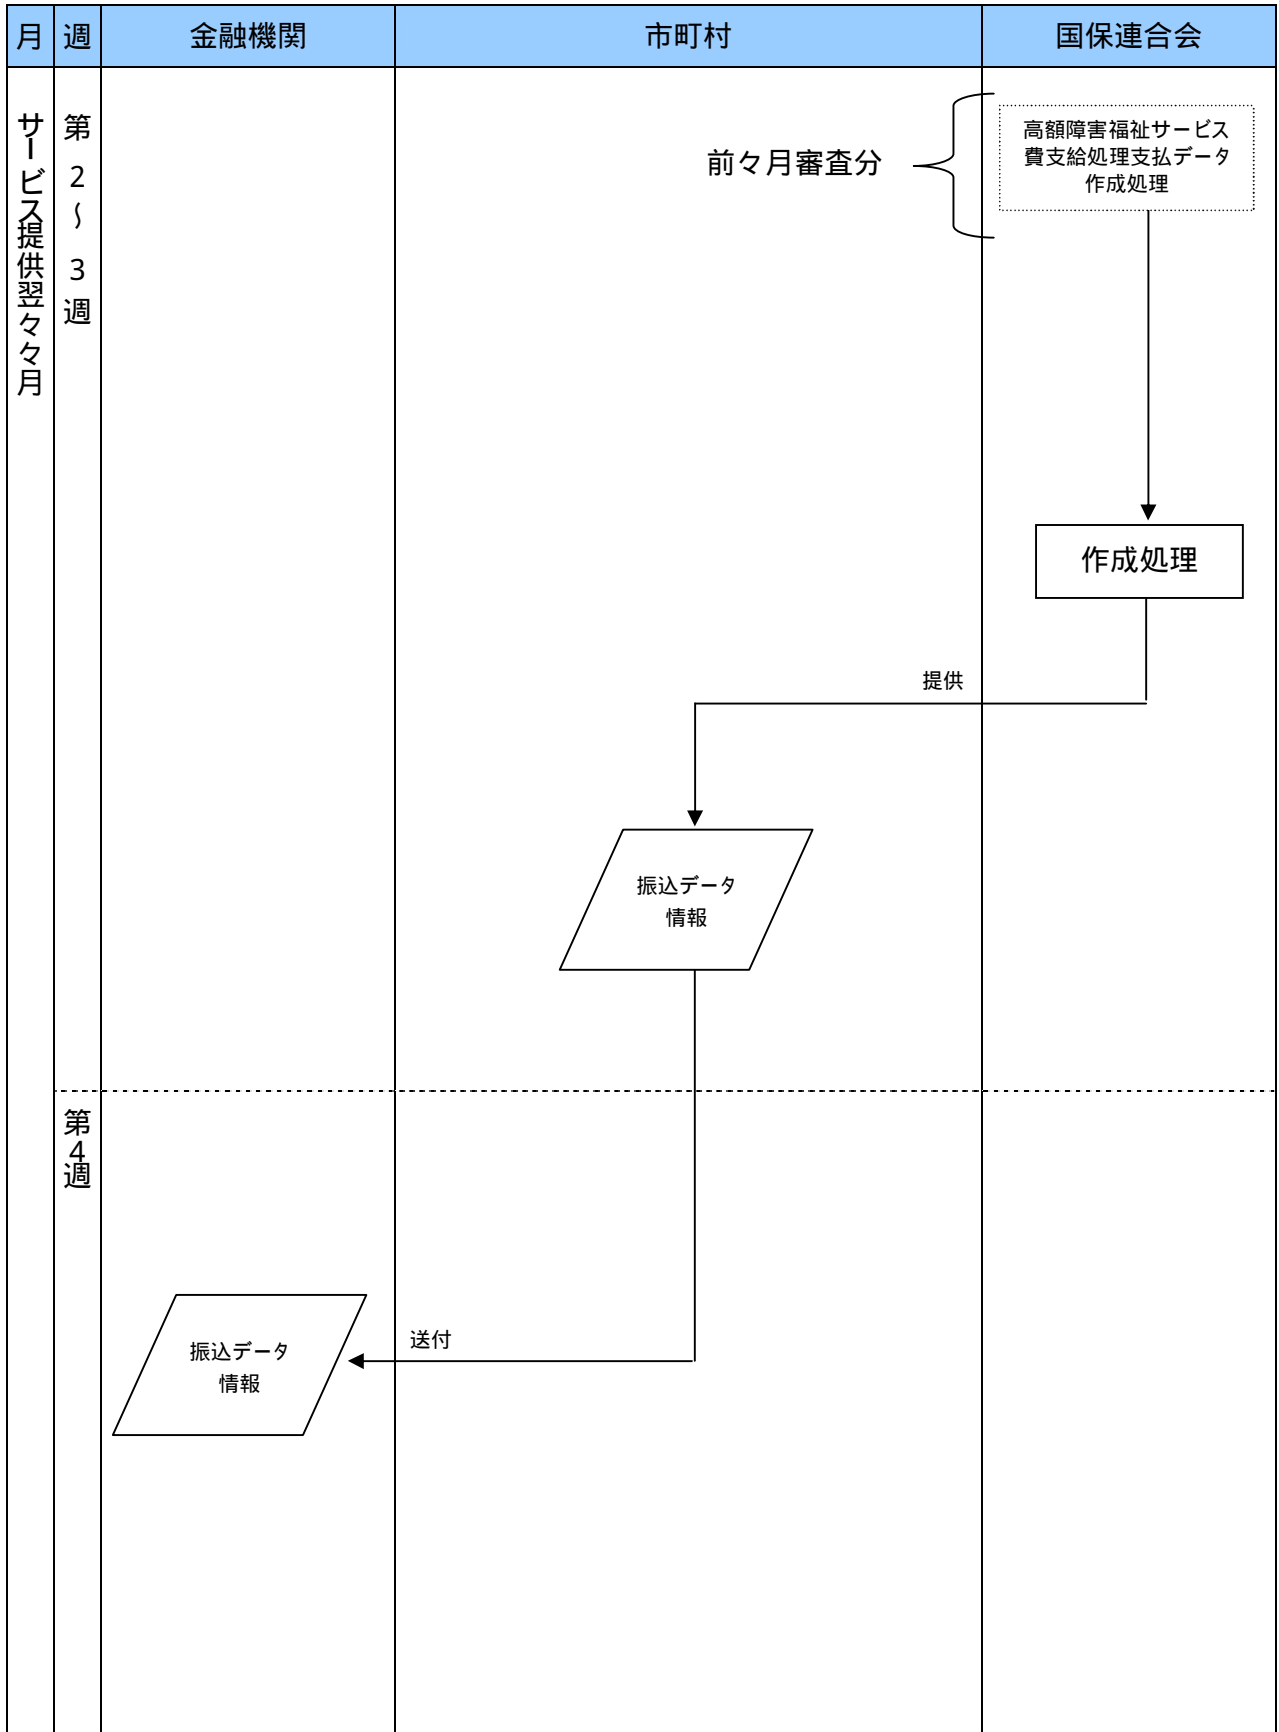 月 週 金融機関 市町村 国保連合会
サービス提供翌々々月
第2～3週
前々月審査分
高額障害福祉サービス
費支給処理支払データ
作成処理
作成処理
提供
振込データ
情報
第4週
送付
振込データ
情報